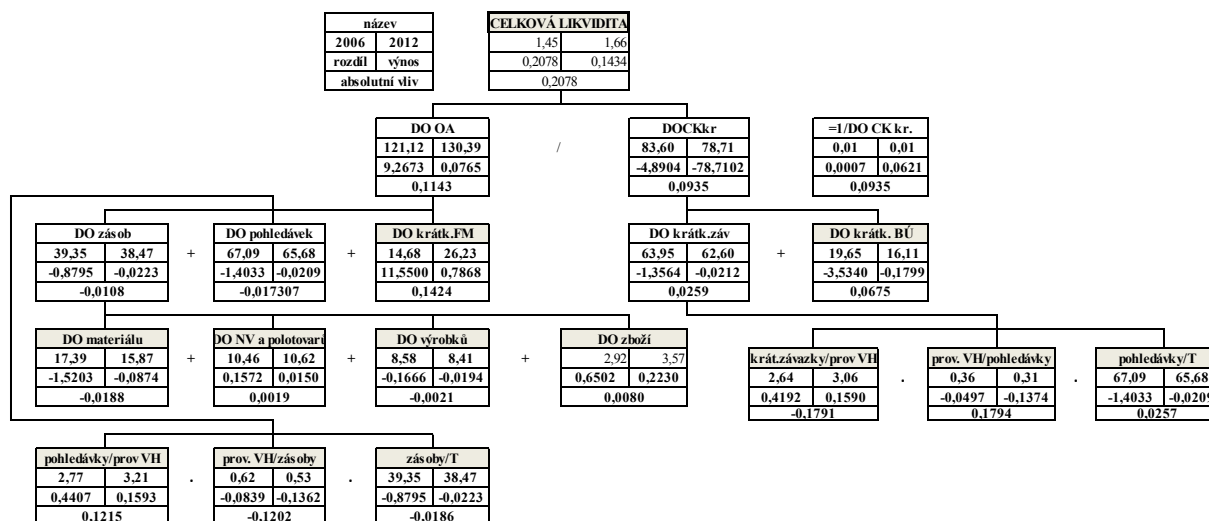 název CELKOVÁ LIKVIDITA
2006 2012 1,45 1,66
rozdíl výnos 0,2078 0,1434
absolutní vliv 0,2078
DO OA DOCKkr =1/DO CK kr.
121,12 130,39 / 83,60 78,71 0,01 0,01
9,2673 0,0765 -4,8904 -78,7102 0,0007 0,0621
0,1143 0,0935 0,0935
DO zásob DO pohledávek DO krátk.FM DO krátk.záv DO krátk. BÚ
39,35 38,47 + 67,09 65,68 + 14,68 26,23 63,95 62,60 + 19,65 16,11
-0,8795 -0,0223 -1,4033 -0,0209 11,5500 0,7868 -1,3564 -0,0212 -3,5340 -0,1799
-0,0108 -0,017307 0,1424 0,0259 0,0675
DO materiálu DO NV a polotovarů DO výrobků DO zboží krát.závazky/prov VH prov. VH/pohledávky pohledávky/T
17,39 15,87 + 10,46 10,62 + 8,58 8,41 + 2,92 3,57 2,64 3,06 . 0,36 0,31 . 67,09 65,68
-1,5203 -0,0874 0,1572 0,0150 -0,1666 -0,0194 0,6502 0,2230 0,4192 0,1590 -0,0497 -0,1374 -1,4033 -0,0209
-0,0188 0,0019 -0,0021 0,0080 -0,1791 0,1794 0,0257
pohledávky/prov VH prov. VH/zásoby zásoby/T
2,77 3,21 . 0,62 0,53 . 39,35 38,47
0,4407 0,1593 -0,0839 -0,1362 -0,8795 -0,0223
0,1215 -0,1202 -0,0186